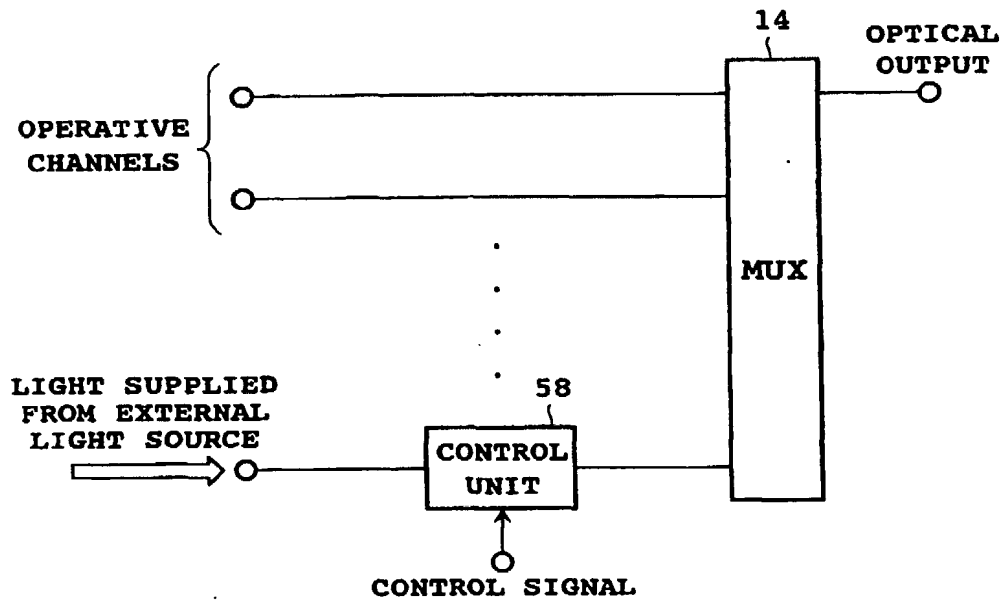 14
OPTICAL
OUTPUT
OPERATIVE
CHANNELS
MUX
LIGHT SUPPLIED
FROM EXTERNAL
LIGHT SOURCE
58
CONTROL
UNIT
CONTROL SIGNAL